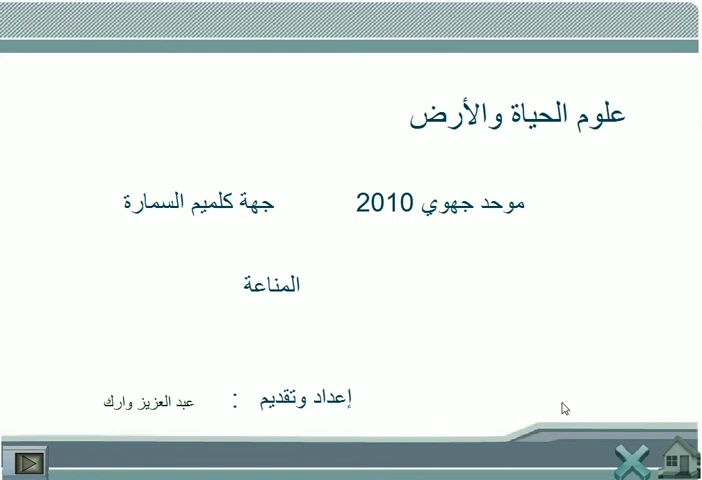 علوم الحياة والأرض
موحد جهوي 2010 جهة كلميم السمارة
المناعة
إعداد وتقديم : عبد العزيز وارك